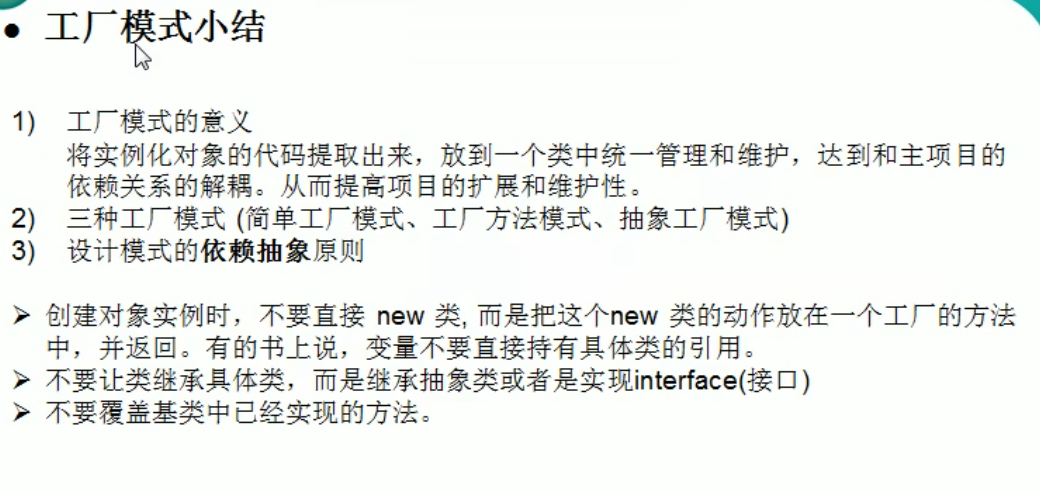 ● 工厂模式小结
1) 工厂模式的意义
将实例化对象的代码提取出来，放到一个类中统一管理和维护，达到和主项目的
依赖关系的解耦。从而提高项目的扩展和维护性。
2) 三种工厂模式 (简单工厂模式、工厂方法模式、抽象工厂模式)
3) 设计模式的依赖抽象原则
➢ 创建对象实例时，不要直接 new 类, 而是把这个new 类的动作放在一个工厂的方法
中，并返回。有的书上说，变量不要直接持有具体类的引用。
➢ 不要让类继承具体类，而是继承抽象类或者是实现interface(接口)
➢ 不要覆盖基类中已经实现的方法。